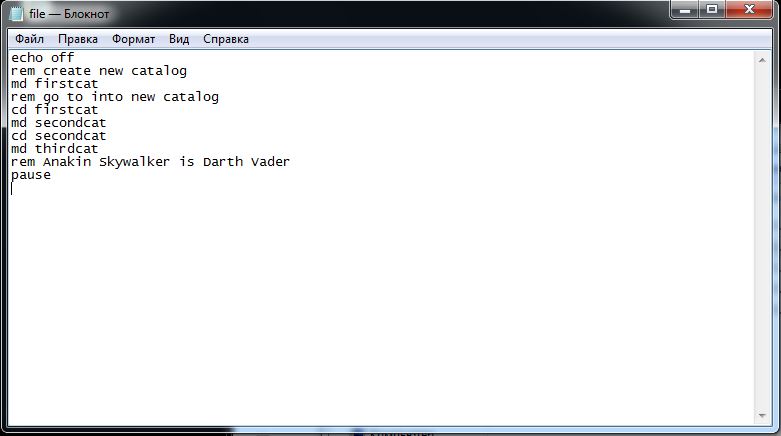 file — Блокнот
Файл Правка Формат Вид Справка
echo off
rem create new catalog
md firstcat
rem go to into new catalog
cd firstcat
md secondcat
cd secondcat
md thirdcat
rem Anakin Skywalker is Darth Vader
pause